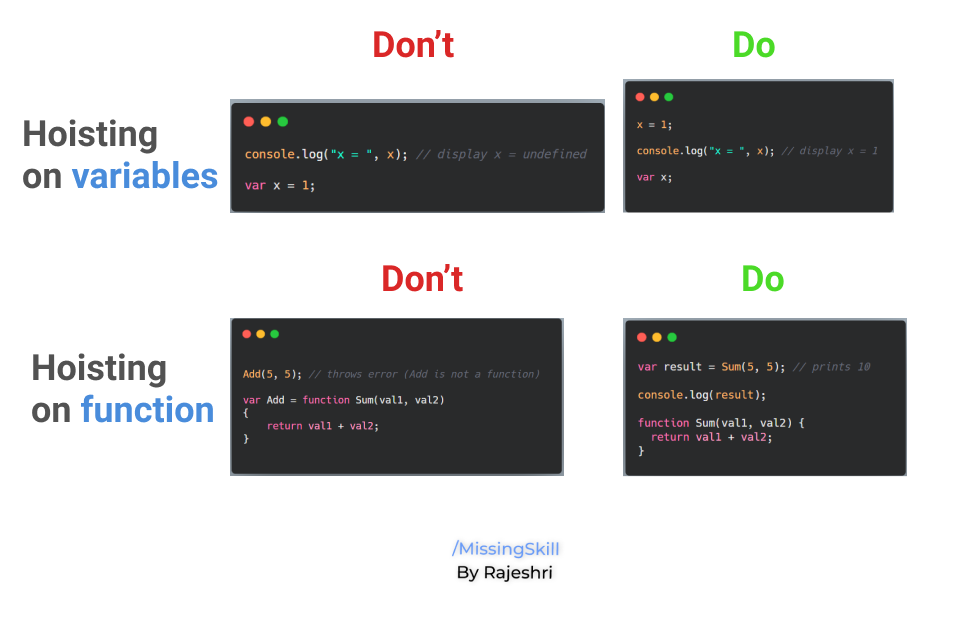 Don't
Do
Hoisting
on variables
console.log("x = ", x); // display x = undefined
var x = 1;
x = 1;
console.log("x = ", x); // display x = 1
var x;
Don't
Do
Hoisting
on function
Add(5, 5); // throws error (Add is not a function)
var Add = function Sum(val1, val2)
{
return val1 + val2;
}
var result = Sum(5, 5); // prints 10
console.log(result);
function Sum(val1, val2) {
return val1 + val2;
}
/MissingSkill
By Rajeshri